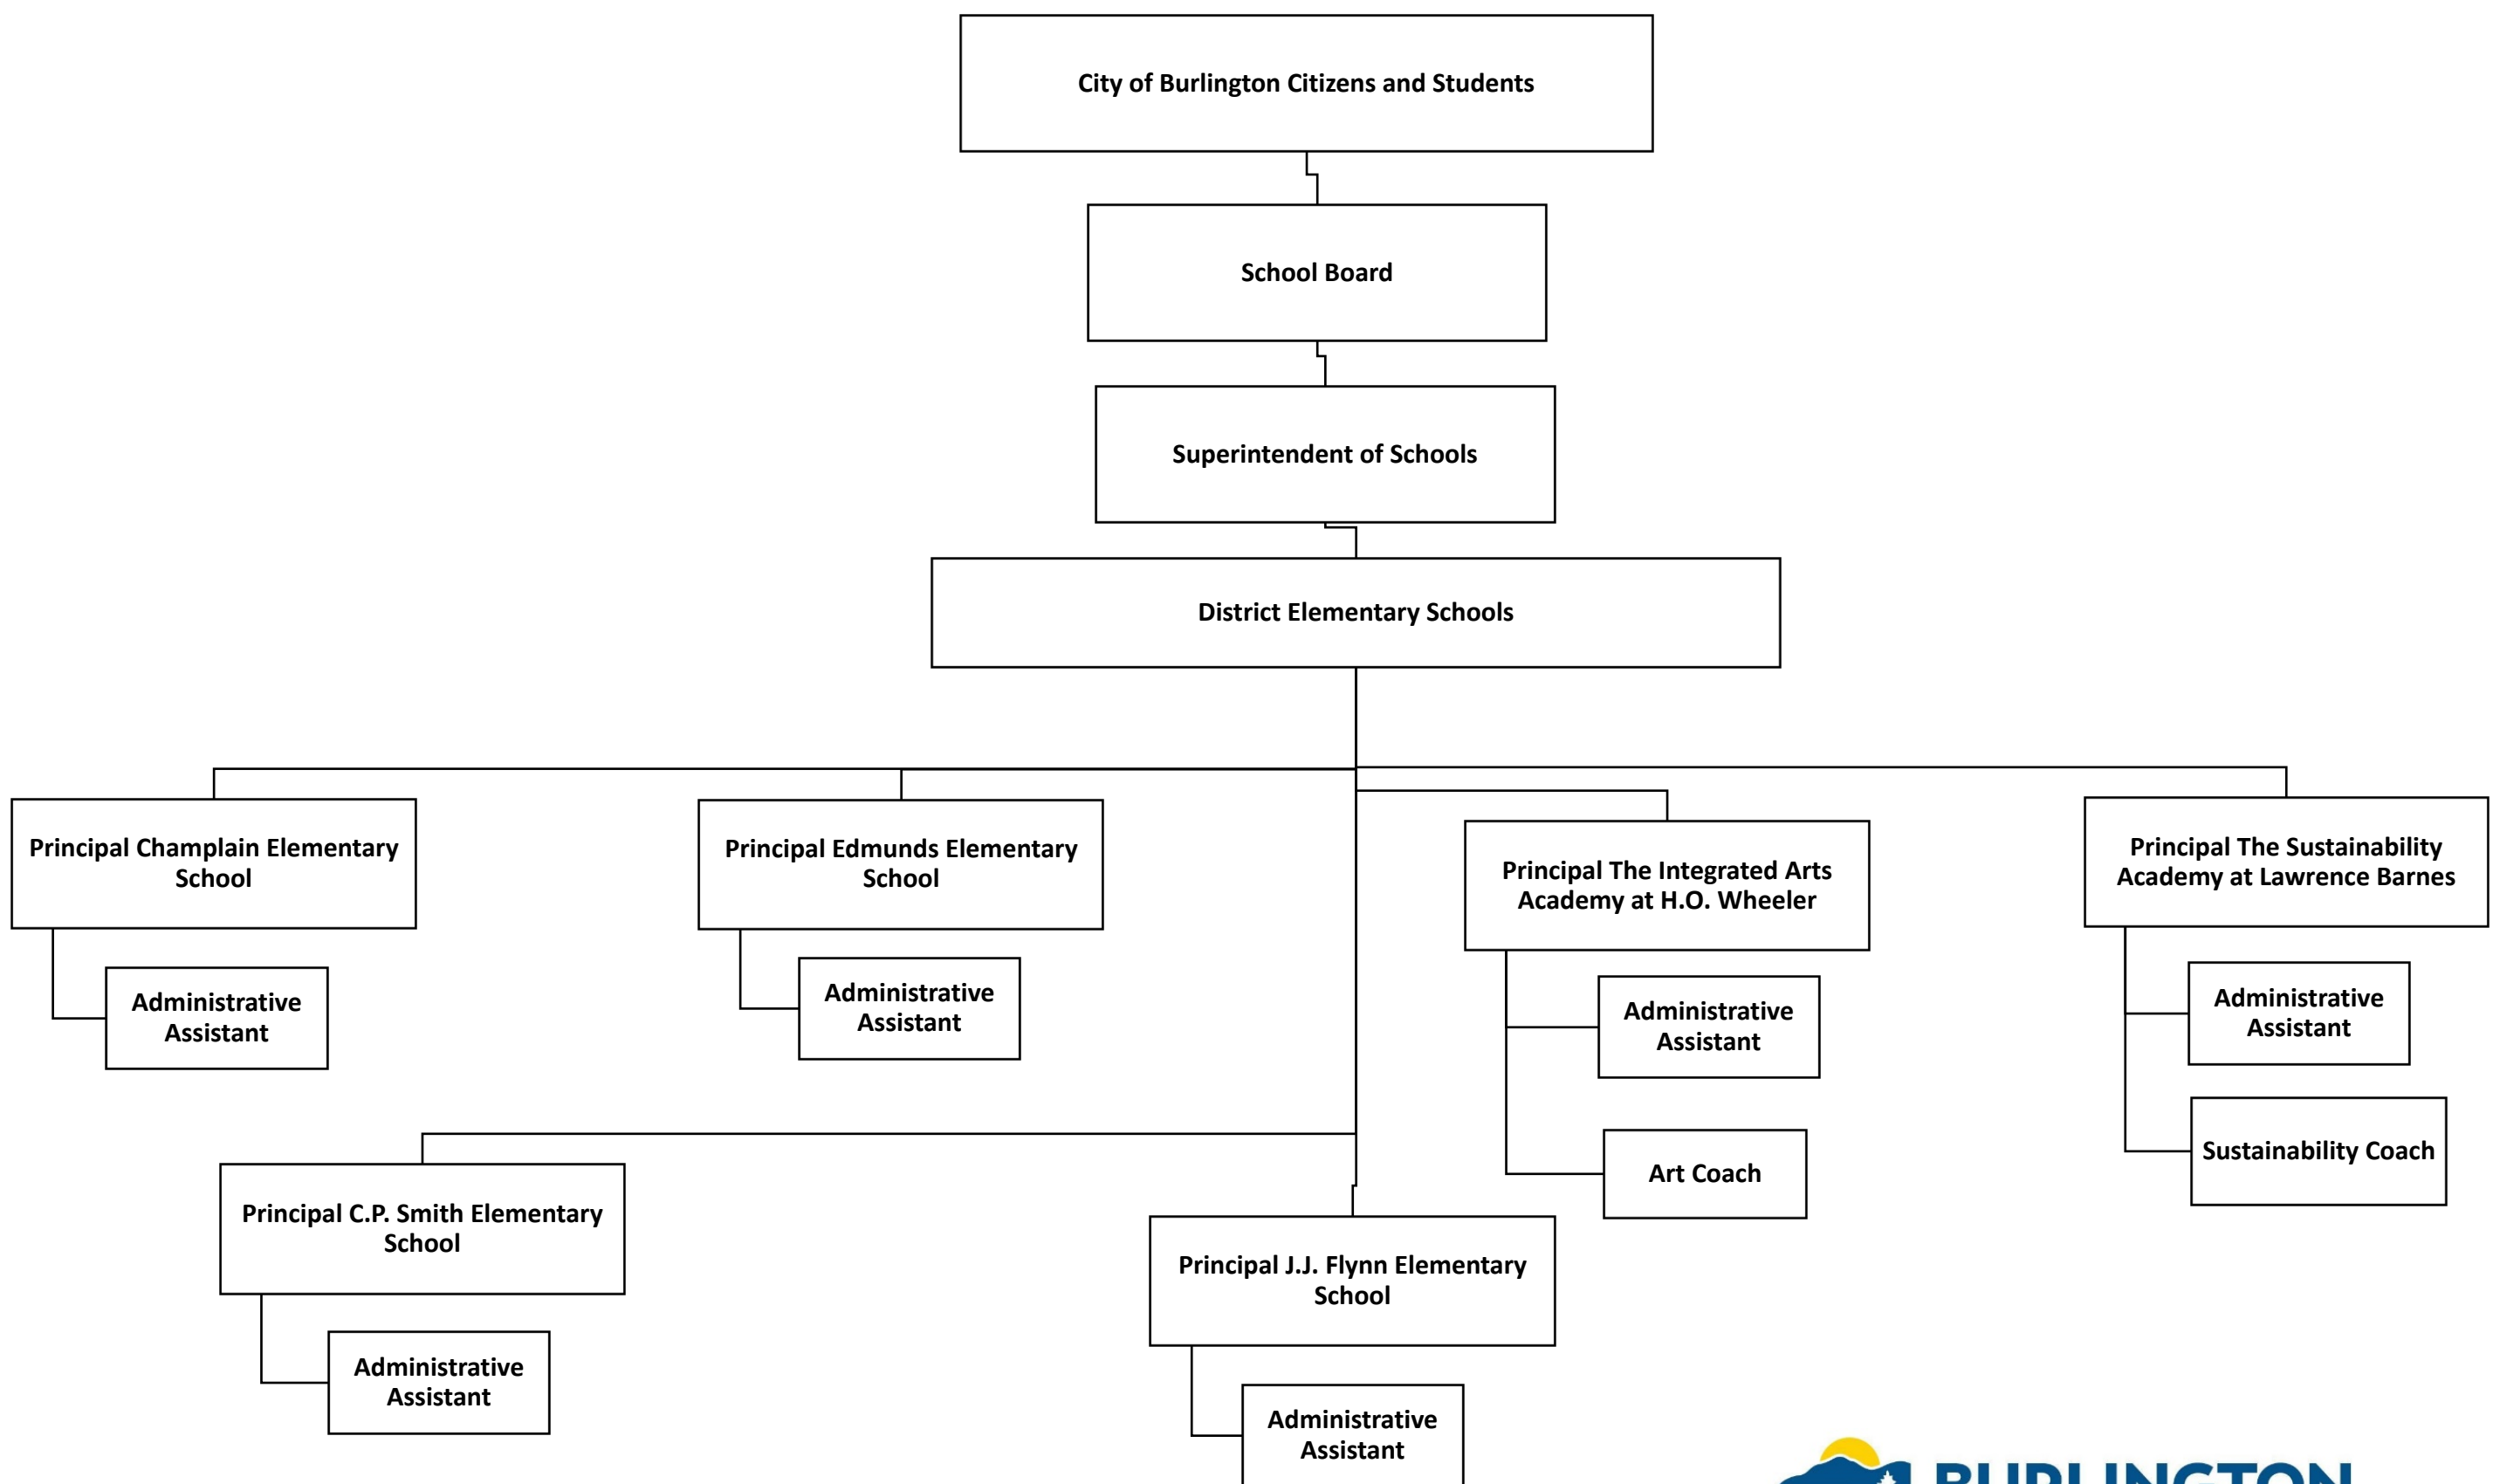 City of Burlington Citizens and Students
School Board
Superintendent of Schools
District Elementary Schools
Principal Champlain Elementary
School
Administrative
Assistant
Principal Edmunds Elementary
School
Administrative
Assistant
Principal The Integrated Arts
Academy at H.O. Wheeler
Administrative
Assistant
Art Coach
Principal The Sustainability
Academy at Lawrence Barnes
Administrative
Assistant
Sustainability Coach
Principal C.P. Smith Elementary
School
Administrative
Assistant
Principal J.J. Flynn Elementary
School
Administrative
Assistant
BURLINGTON